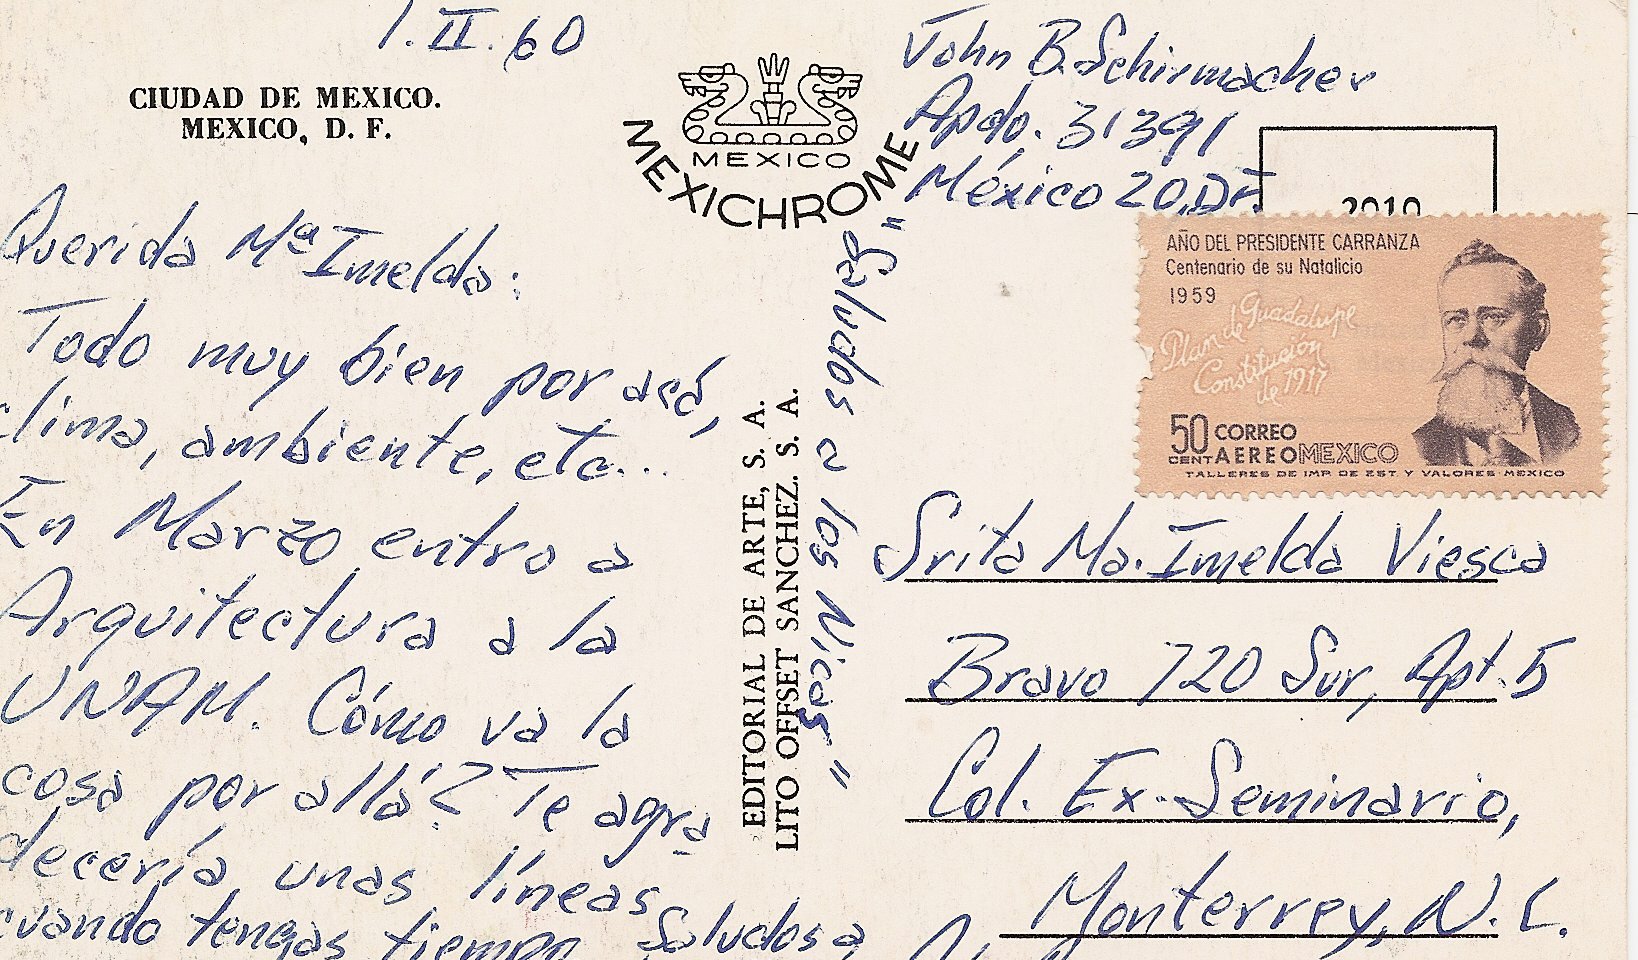 1.II.60
CIUDAD DE MEXICO.
MEXICO, D. F.
MEXICO
MEXICHROME
John B. Schirmacher
Apdo. 31391
México 20, D.F.
2010
Querida Mª Imelda:
Todo muy bien por acá,
clima, ambiente, etc...
En Marzo entro a
Arquitectura a la
UNAM. Cómo va la
cosa por allá? Te agra
decería unas líneas
cuando tengas tiempo. Saludos a
"Saludos a los Nicas"
EDITORIAL DE ARTE, S. A.
LITO OFFSET SANCHEZ. S. A.
AÑO DEL PRESIDENTE CARRANZA
Centenario de su Natalicio
1959
Plan de Guadalupe
Constitución
de 1917
50 CENT CORREO
AEREO MEXICO
TALLERES DE IMP. DE EST. Y VALORES MEXICO
Srita Ma. Imelda Viesca
Bravo 720 Sur, Apt. 5
Col. Ex-Seminario,
Monterrey, N. L.